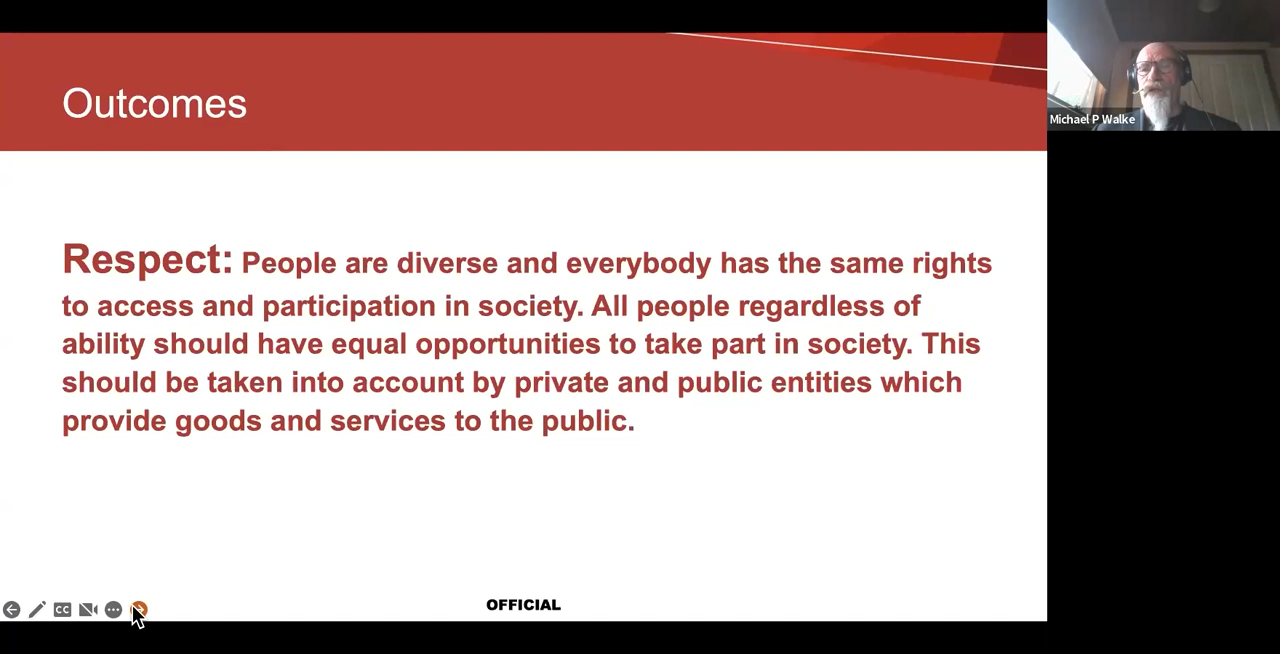 Outcomes
Michael P Walke
Respect: People are diverse and everybody has the same rights
to access and participation in society. All people regardless of
ability should have equal opportunities to take part in society. This
should be taken into account by private and public entities which
provide goods and services to the public.
CC
OFFICIAL